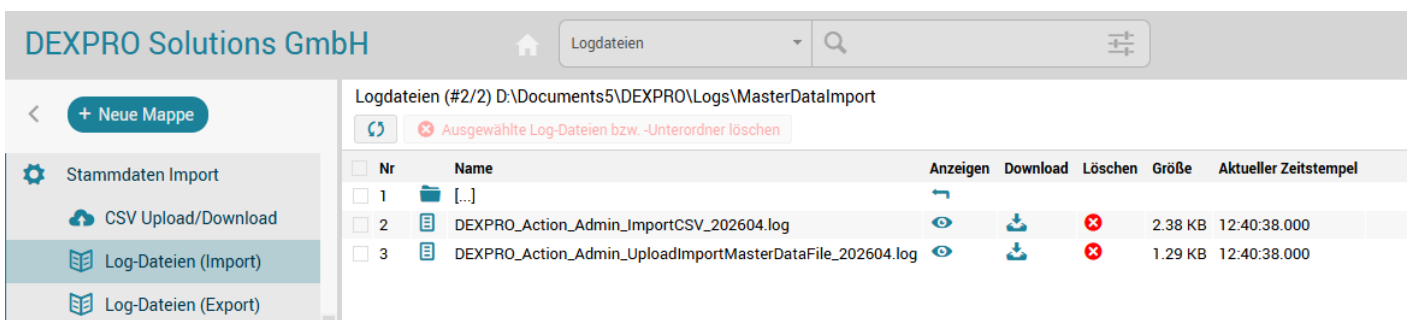 DEXPRO Solutions GmbH
Logdateien
+ Neue Mappe
Stammdaten Import
CSV Upload/Download
Log-Dateien (Import)
Log-Dateien (Export)
Logdateien (#2/2) D:\Documents5\DEXPRO\Logs\MasterDataImport
Ausgewählte Log-Dateien bzw. -Unterordner löschen
Nr Name Anzeigen Download Löschen Größe Aktueller Zeitstempel
1 [...]
2 DEXPRO_Action_Admin_ImportCSV_202604.log 2.38 KB 12:40:38.000
3 DEXPRO_Action_Admin_UploadImportMasterDataFile_202604.log 1.29 KB 12:40:38.000